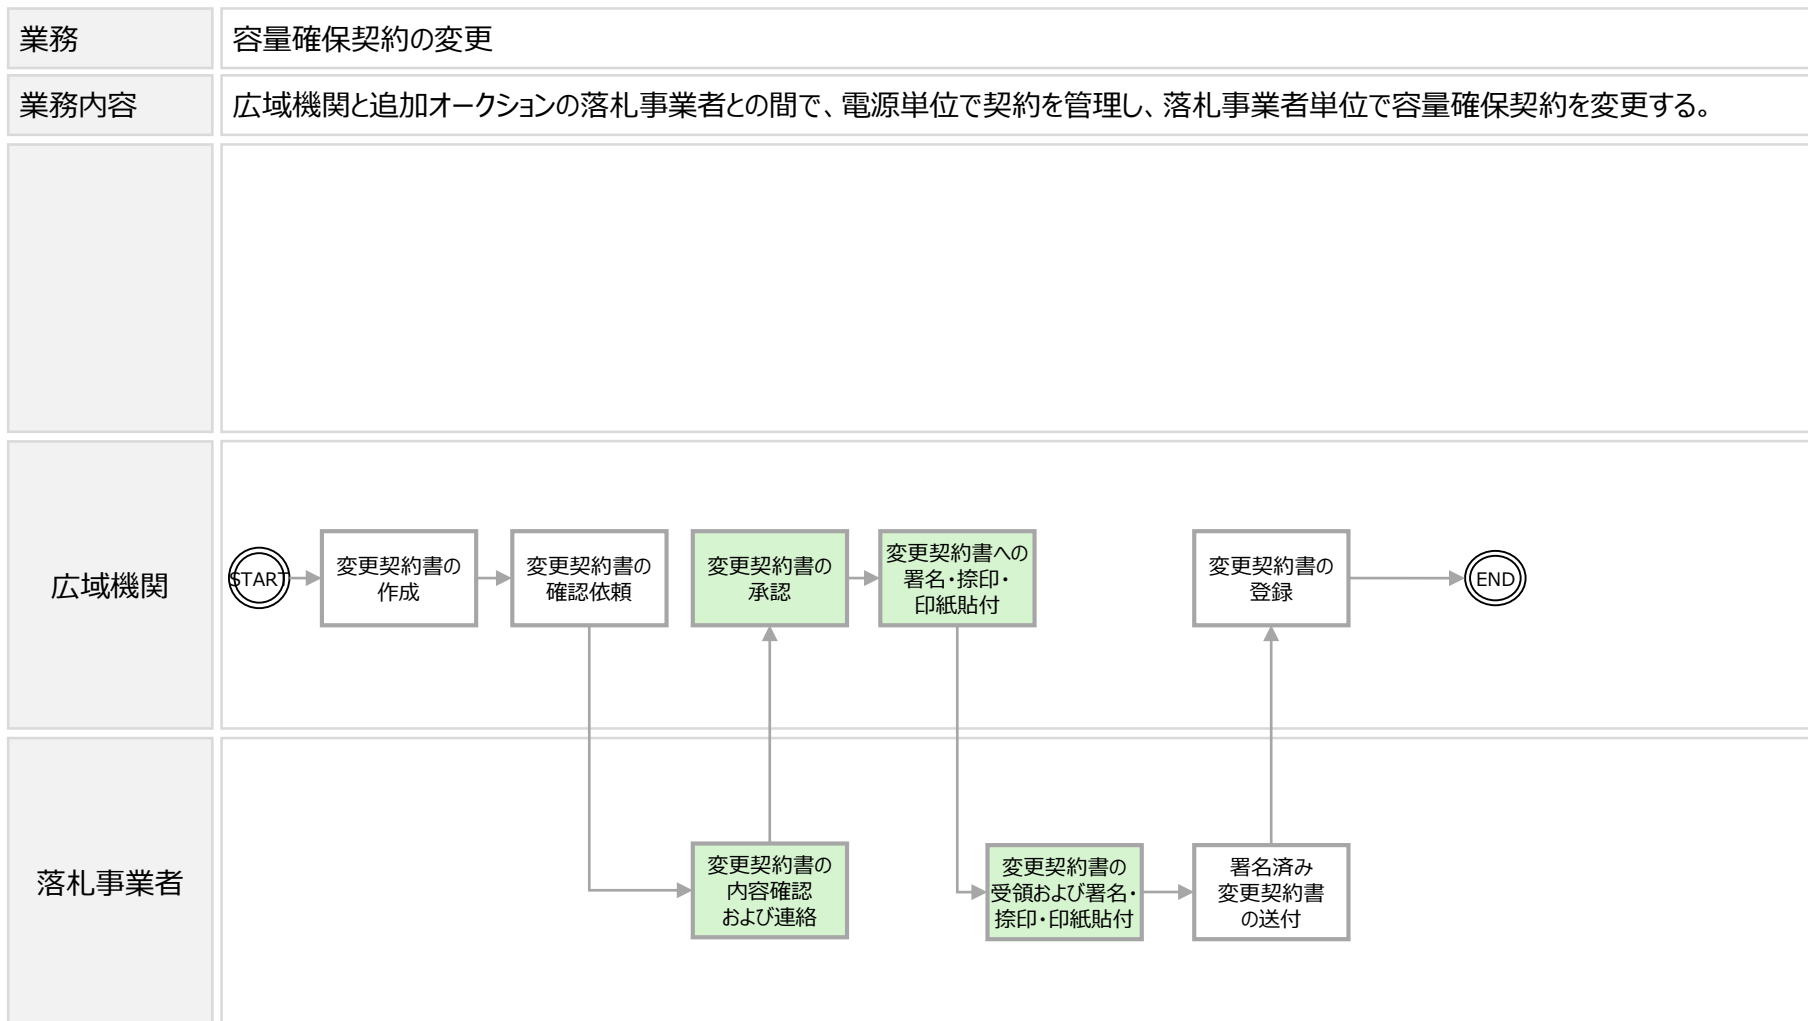 業務
容量確保契約の変更
業務内容
広域機関と追加オークションの落札事業者との間で、電源単位で契約を管理し、落札事業者単位で容量確保契約を変更する。
広域機関
START
変更契約書の
作成
変更契約書の
確認依頼
変更契約書の
承認
変更契約書への
署名・捺印・
印紙貼付
変更契約書の
登録
END
落札事業者
変更契約書の
内容確認
および連絡
変更契約書の
受領および署名・
捺印・印紙貼付
署名済み
変更契約書
の送付